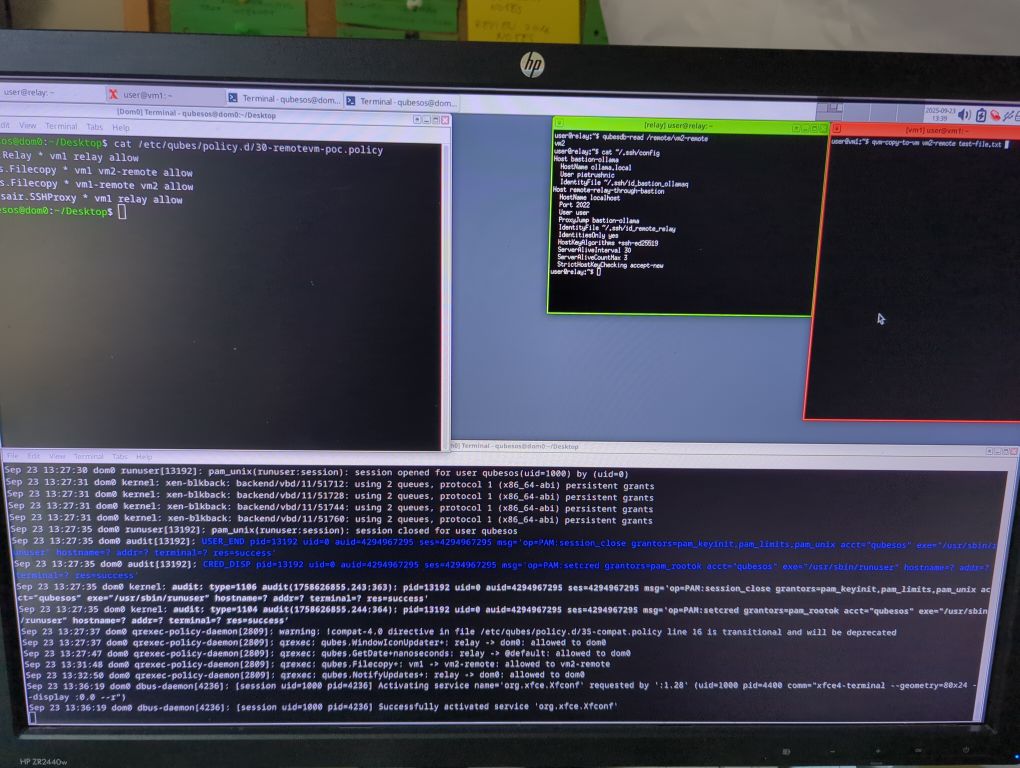 NOTES
REVIEW
NOTES
hp
user@relay: ~
user@vm1: ~
Terminal - qubesos@dom...
Terminal - qubesos@dom...
2025-09-23
13:39
[Dom0] Terminal - qubesos@dom0:~/Desktop
dit View Terminal Tabs Help
sos@dom0:~/Desktop$ cat /etc/qubes/policy.d/30-remotevm-poc.policy
.Relay * vm1 relay allow
s.Filecopy * vm1 vm2-remote allow
s.Filecopy * vm1-remote vm2 allow
sair.SSHProxy * vm1 relay allow
esos@dom0:~/Desktop$
[relay] user@relay:~
user@relay:~$ qubesdb-read /remote/vm2-remote
vm2
user@relay:~$ cat ~/.ssh/config
Host bastion-ollama
HostName ollama.local
User pietrushnic
IdentityFile ~/.ssh/id_bastion_ollamaq
Host remote-relay-through-bastion
HostName localhost
Port 2022
User user
ProxyJump bastion-ollama
IdentityFile ~/.ssh/id_remote_relay
IdentitiesOnly yes
HostKeyAlgorithms +ssh-ed25519
ServerAliveInterval 30
ServerAliveCountMax 3
StrictHostKeyChecking accept-new
user@relay:~$
[vm1] user@vm1:~
user@vm1:~$ qvm-copy-to-vm vm2-remote test-file.txt
m0] Terminal - qubesos@dom0:~/Desktop
File Edit View Terminal Tabs Help
Sep 23 13:27:30 dom0 runuser[13192]: pam_unix(runuser:session): session opened for user qubesos(uid=1000) by (uid=0)
Sep 23 13:27:31 dom0 kernel: xen-blkback: backend/vbd/11/51712: using 2 queues, protocol 1 (x86_64-abi) persistent grants
Sep 23 13:27:31 dom0 kernel: xen-blkback: backend/vbd/11/51728: using 2 queues, protocol 1 (x86_64-abi) persistent grants
Sep 23 13:27:31 dom0 kernel: xen-blkback: backend/vbd/11/51744: using 2 queues, protocol 1 (x86_64-abi) persistent grants
Sep 23 13:27:31 dom0 kernel: xen-blkback: backend/vbd/11/51760: using 2 queues, protocol 1 (x86_64-abi) persistent grants
Sep 23 13:27:35 dom0 runuser[13192]: pam_unix(runuser:session): session closed for user qubesos
Sep 23 13:27:35 dom0 audit[13192]: USER_END pid=13192 uid=0 auid=4294967295 ses=4294967295 msg='op=PAM:session_close grantors=pam_keyinit,pam_limits,pam_unix acct="qubesos" exe="/usr/sbin/r
unuser" hostname=? addr=? terminal=? res=success'
Sep 23 13:27:35 dom0 audit[13192]: CRED_DISP pid=13192 uid=0 auid=4294967295 ses=4294967295 msg='op=PAM:setcred grantors=pam_rootok acct="qubesos" exe="/usr/sbin/runuser" hostname=? addr=?
terminal=? res=success'
Sep 23 13:27:35 dom0 kernel: audit: type=1106 audit(1758626855.243:363): pid=13192 uid=0 auid=4294967295 ses=4294967295 msg='op=PAM:session_close grantors=pam_keyinit,pam_limits,pam_unix ac
ct="qubesos" exe="/usr/sbin/runuser" hostname=? addr=? terminal=? res=success'
Sep 23 13:27:35 dom0 kernel: audit: type=1104 audit(1758626855.244:364): pid=13192 uid=0 auid=4294967295 ses=4294967295 msg='op=PAM:setcred grantors=pam_rootok acct="qubesos" exe="/usr/sbin
/runuser" hostname=? addr=? terminal=? res=success'
Sep 23 13:27:37 dom0 qrexec-policy-daemon[2809]: warning: !compat-4.0 directive in file /etc/qubes/policy.d/35-compat.policy line 16 is transitional and will be deprecated
Sep 23 13:27:37 dom0 qrexec-policy-daemon[2809]: qrexec: qubes.WindowIconUpdater+: relay -> dom0: allowed to dom0
Sep 23 13:27:47 dom0 qrexec-policy-daemon[2809]: qrexec: qubes.GetDate+nanoseconds: relay -> @default: allowed to dom0
Sep 23 13:31:48 dom0 qrexec-policy-daemon[2809]: qrexec: qubes.Filecopy+: vm1 -> vm2-remote: allowed to vm2-remote
Sep 23 13:32:50 dom0 qrexec-policy-daemon[2809]: qrexec: qubes.NotifyUpdates+: relay -> dom0: allowed to dom0
Sep 23 13:36:19 dom0 dbus-daemon[4236]: [session uid=1000 pid=4236] Activating service name='org.xfce.Xfconf' requested by ':1.28' (uid=1000 pid=4400 comm="xfce4-terminal --geometry=80x24 -
-display :0.0 --r")
Sep 23 13:36:19 dom0 dbus-daemon[4236]: [session uid=1000 pid=4236] Successfully activated service 'org.xfce.Xfconf'
HP ZR2440w